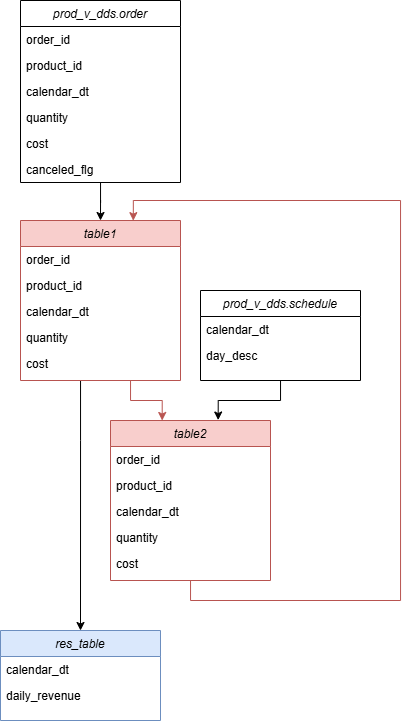 prod_v_dds.order
order_id
product_id
calendar_dt
quantity
cost
canceled_flg
table1
order_id
product_id
calendar_dt
quantity
cost
prod_v_dds.schedule
calendar_dt
day_desc
table2
order_id
product_id
calendar_dt
quantity
cost
res_table
calendar_dt
daily_revenue